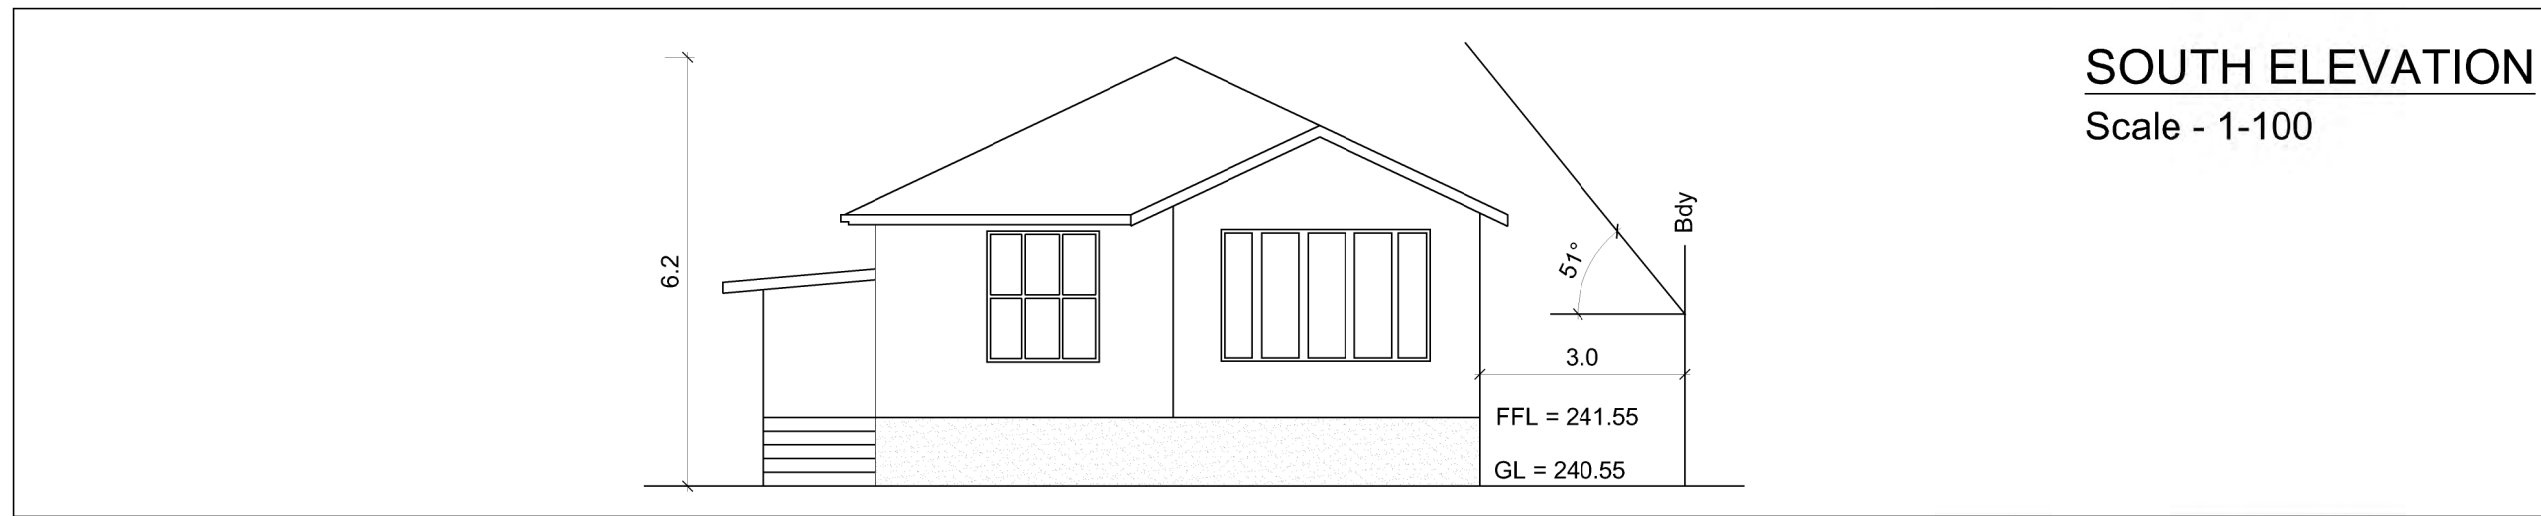 SOUTH ELEVATION
Scale - 1-100
6.2
Bdy
51°
3.0
FFL = 241.55
GL = 240.55